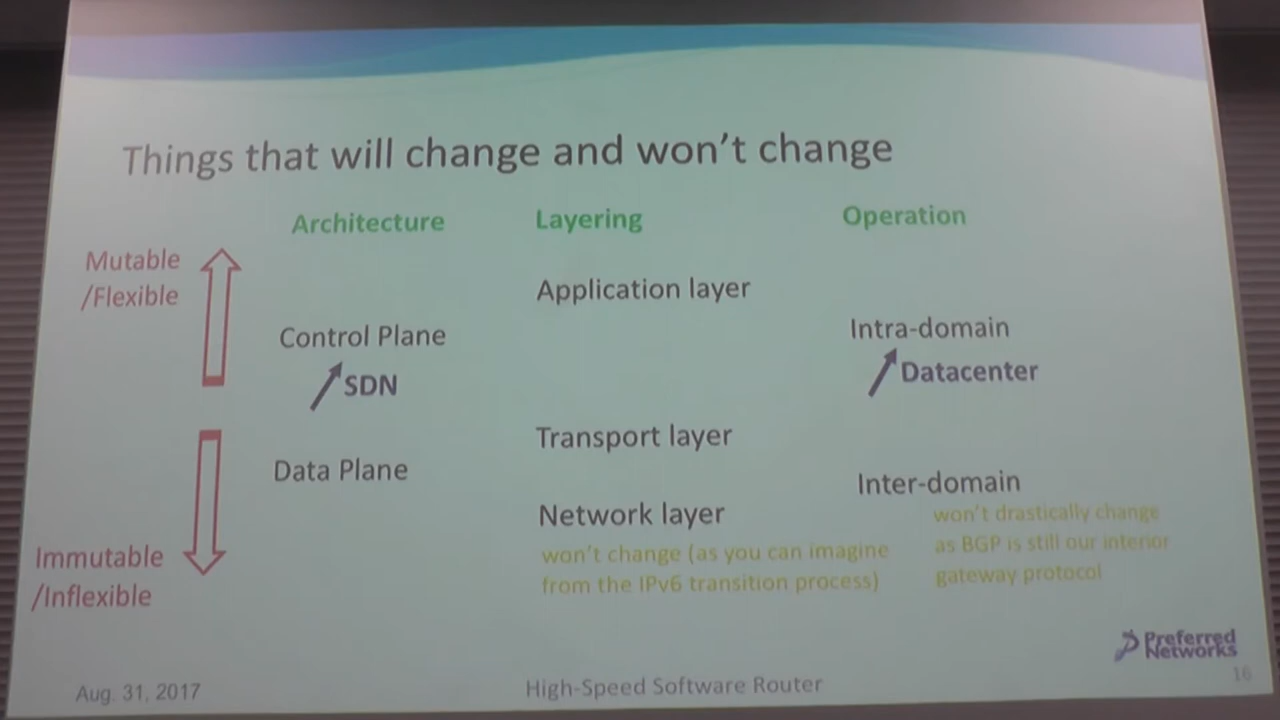 Things that will change and won't change
Architecture
Layering
Operation
Mutable
/Flexible
Application layer
Control Plane
Intra-domain
SDN
Datacenter
Transport layer
Data Plane
Inter-domain
won't drastically change
as BGP is still our interior
gateway protocol
Network layer
won't change (as you can imagine
from the IPv6 transition process)
Immutable
/Inflexible
Preferred
Networks
Aug. 31, 2017
High-Speed Software Router
16